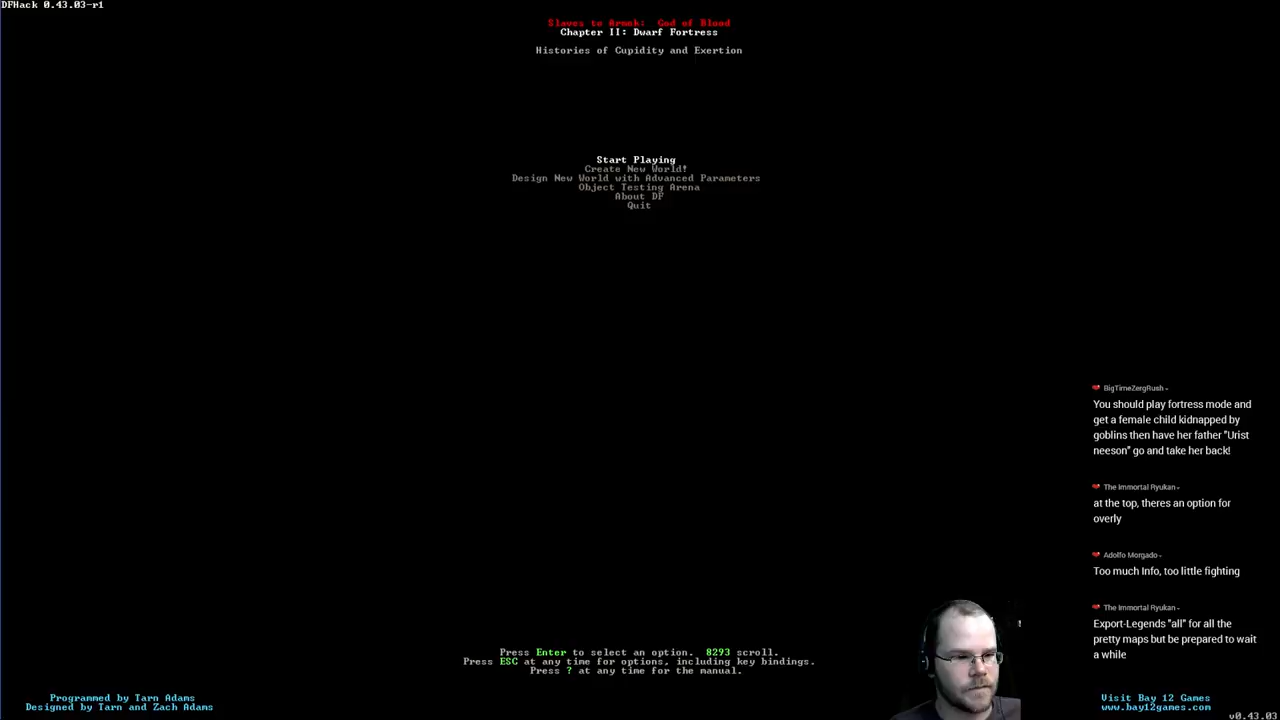 DFHack 0.43.03-r1
Slaves to Armok: God of Blood
Chapter II: Dwarf Fortress
Histories of Cupidity and Exertion
Start Playing
Create New World!
Design New World with Advanced Parameters
Object Testing Arena
About DF
Quit
BigTimeZergRush
You should play fortress mode and
get a female child kidnapped by
goblins then have her father "Urist
neeson" go and take her back!
The Immortal Ryukan
at the top, theres an option for
overly
Adolfo Morgado
Too much Info, too little fighting
The Immortal Ryukan
Export-Legends "all" for all the
pretty maps but be prepared to wait
a while
Press Enter to select an option. 8293 scroll.
Press ESC at any time for options, including key bindings.
Press ? at any time for the manual.
Programmed by Tarn Adams
Designed by Tarn and Zach Adams
Visit Bay 12 Games
www.bay12games.com
v0.43.03